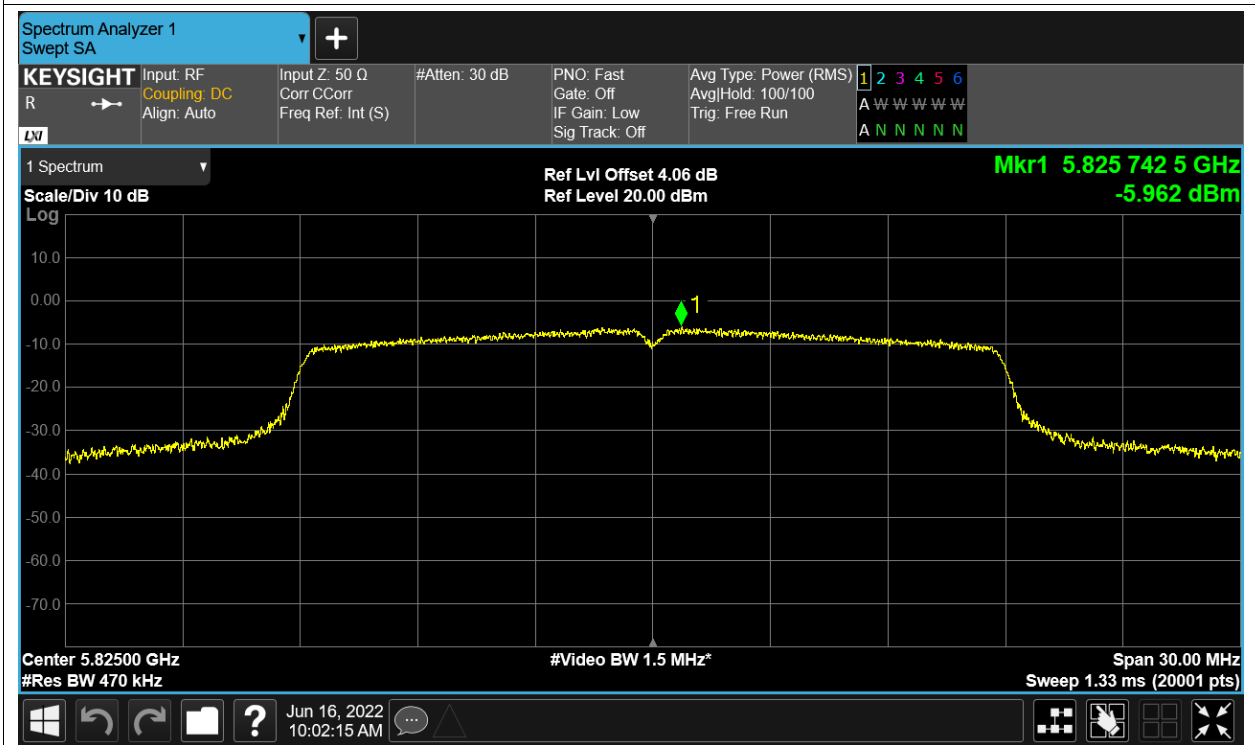 Spectrum Analyzer 1
Swept SA
KEYSIGHT
R
LXI
Input: RF
Coupling: DC
Align: Auto
Input Z: 50 Ω
Corr CCorr
Freq Ref: Int (S)
#Atten: 30 dB
PNO: Fast
Gate: Off
IF Gain: Low
Sig Track: Off
Avg Type: Power (RMS)
Avg|Hold: 100/100
Trig: Free Run
1 2 3 4 5 6
A W W W W W
A N N N N N
1 Spectrum
Scale/Div 10 dB
Log
Ref Lvl Offset 4.06 dB
Ref Level 20.00 dBm
Mkr1 5.825 742 5 GHz
-5.962 dBm
10.0
0.00
1
-10.0
-20.0
-30.0
-40.0
-50.0
-60.0
-70.0
Center 5.82500 GHz
#Res BW 470 kHz
#Video BW 1.5 MHz*
Span 30.00 MHz
Sweep 1.33 ms (20001 pts)
?
Jun 16, 2022
10:02:15 AM